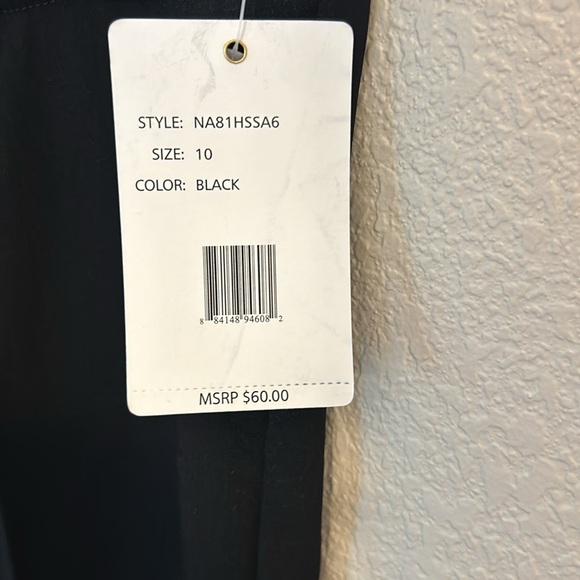 STYLE: NA81HSSA6
SIZE: 10
COLOR: BLACK
8 84148 94608 2
MSRP $60.00